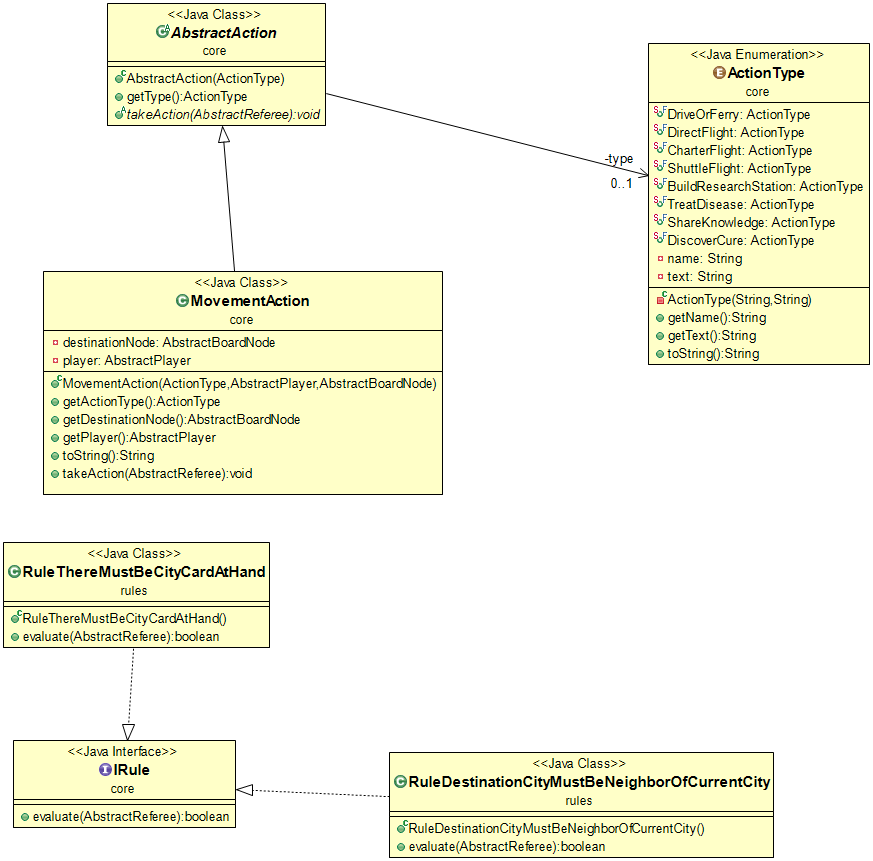 <<Java Class>>
AbstractAction
core
AbstractAction(ActionType)
getType():ActionType
takeAction(AbstractReferee):void
<<Java Enumeration>>
ActionType
core
DriveOrFerry: ActionType
DirectFlight: ActionType
CharterFlight: ActionType
ShuttleFlight: ActionType
BuildResearchStation: ActionType
TreatDisease: ActionType
ShareKnowledge: ActionType
DiscoverCure: ActionType
name: String
text: String
ActionType(String,String)
getName():String
getText():String
toString():String
-type
0..1
<<Java Class>>
MovementAction
core
destinationNode: AbstractBoardNode
player: AbstractPlayer
MovementAction(ActionType,AbstractPlayer,AbstractBoardNode)
getActionType():ActionType
getDestinationNode():AbstractBoardNode
getPlayer():AbstractPlayer
toString():String
takeAction(AbstractReferee):void
<<Java Class>>
RuleThereMustBeCityCardAtHand
rules
RuleThereMustBeCityCardAtHand()
evaluate(AbstractReferee):boolean
<<Java Interface>>
IRule
core
evaluate(AbstractReferee):boolean
<<Java Class>>
RuleDestinationCityMustBeNeighborOfCurrentCity
rules
RuleDestinationCityMustBeNeighborOfCurrentCity()
evaluate(AbstractReferee):boolean